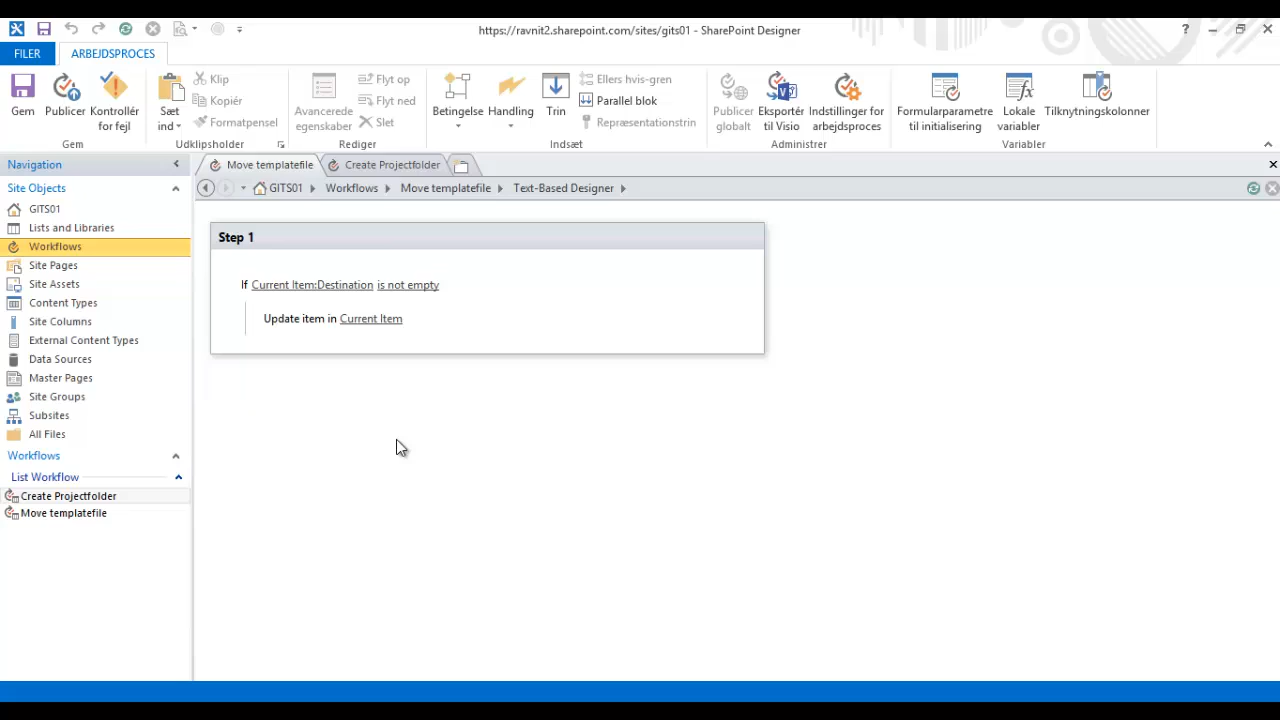 https://ravnit2.sharepoint.com/sites/gits01 - SharePoint Designer
?
FILER
ARBEJDSPROCES
Gem
Publicer
Kontrollér for fejl
Gem
Sæt ind
Klip
Kopiér
Formatpensel
Udklipsholder
Avancerede egenskaber
Flyt op
Flyt ned
Slet
Rediger
Betingelse
Handling
Trin
Ellers hvis-gren
Parallel blok
Repræsentationstrin
Indsæt
Publicer globalt
Eksportér til Visio
Indstillinger for arbejdsproces
Administrer
Formularparametre til initialisering
Lokale variabler
Tilknytningskolonner
Variabler
Navigation
Move templatefile
Create Projectfolder
GITS01
Workflows
Move templatefile
Text-Based Designer
Site Objects
GITS01
Lists and Libraries
Workflows
Site Pages
Site Assets
Content Types
Site Columns
External Content Types
Data Sources
Master Pages
Site Groups
Subsites
All Files
Workflows
List Workflow
Create Projectfolder
Move templatefile
Step 1
If Current Item:Destination is not empty
Update item in Current Item